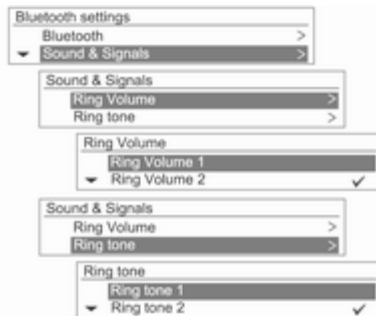 Bluetooth settings
Bluetooth >
Sound & Signals >
Sound & Signals
Ring Volume >
Ring tone >
Ring Volume
Ring Volume 1
Ring Volume 2 ✓
Sound & Signals
Ring Volume >
Ring tone >
Ring tone
Ring tone 1
Ring tone 2 ✓